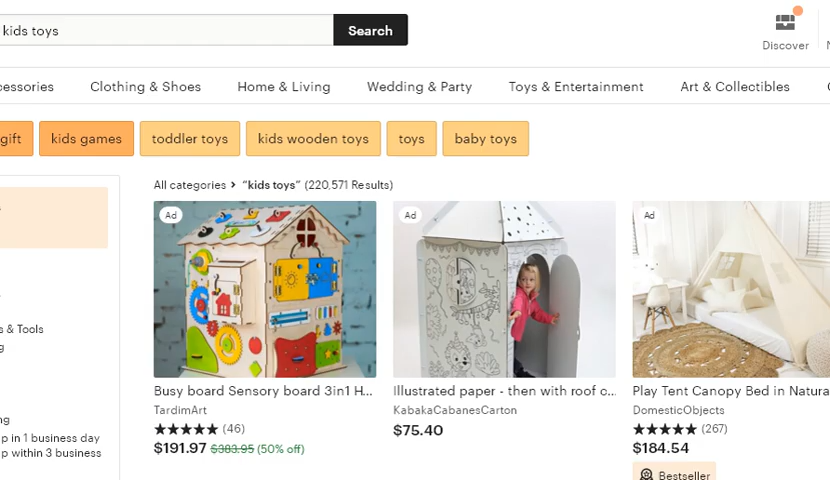 kids toys
Search
Discover
cessories
Clothing & Shoes
Home & Living
Wedding & Party
Toys & Entertainment
Art & Collectibles
gift
kids games
toddler toys
kids wooden toys
toys
baby toys
All categories > “kids toys” (220,571 Results)
Ad
Ad
Ad
s & Tools
Busy board Sensory board 3in1 H...
Illustrated paper - then with roof c...
Play Tent Canopy Bed in Natura
TardimArt
KabakaCabanesCarton
DomesticObjects
(46)
$75.40
(267)
$191.97 $383.95 (50% off)
$184.54
p in 1 business day
p within 3 business
Bestseller